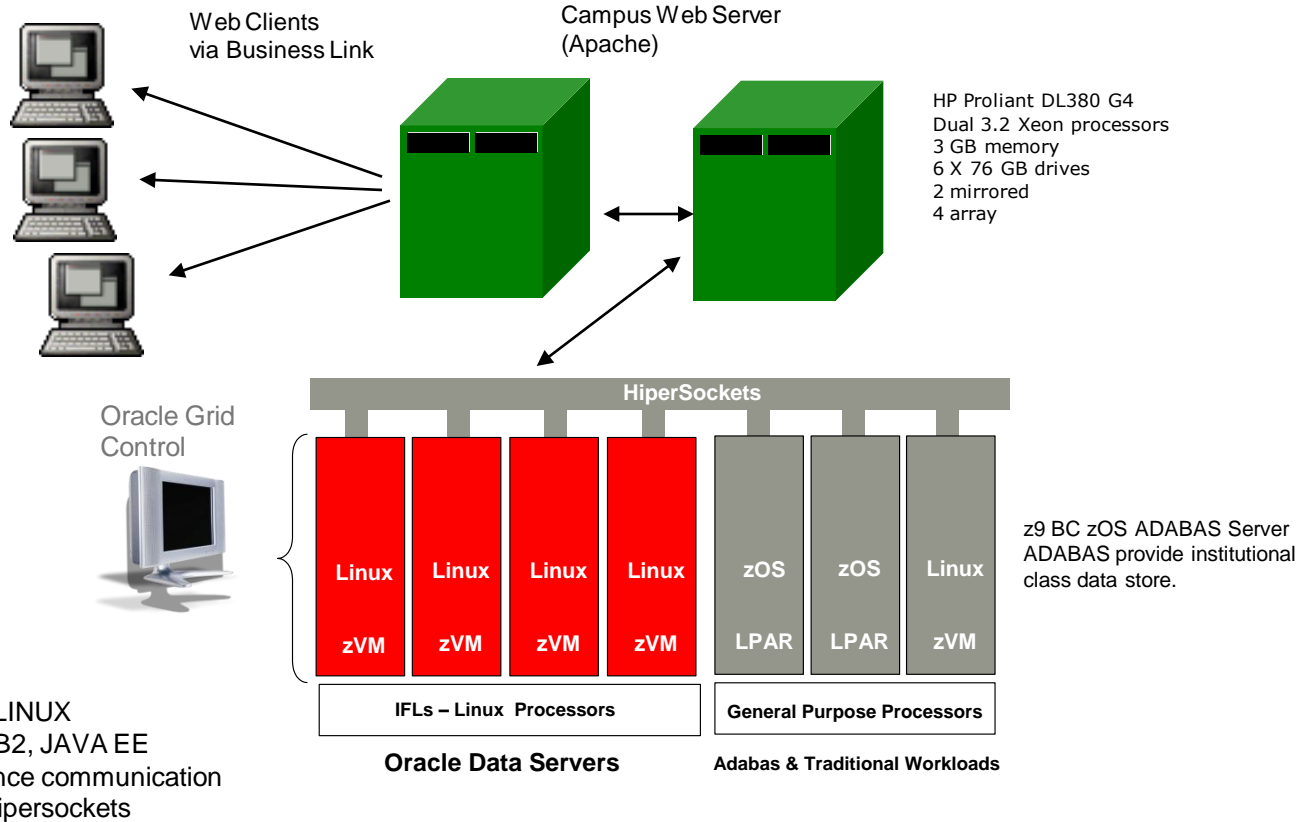 Web Clients
via Business Link
Campus Web Server
(Apache)
HP Proliant DL380 G4
Dual 3.2 Xeon processors
3 GB memory
6 X 76 GB drives
2 mirrored
4 array
HiperSockets
Oracle Grid
Control
Linux Linux Linux Linux zOS zOS Linux
zVM zVM zVM zVM LPAR LPAR zVM
z9 BC zOS ADABAS Server
ADABAS provide institutional
class data store.
IFLs – Linux Processors
General Purpose Processors
Oracle Data Servers
Adabas & Traditional Workloads
LINUX
B2, JAVA EE
nce communication
ipersockets